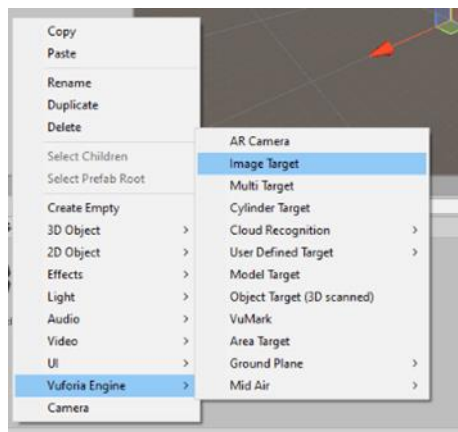 Copy
Paste
Rename
Duplicate
Delete
Select Children
Select Prefab Root
Create Empty
3D Object
2D Object
Effects
Light
Audio
Video
UI
Vuforia Engine
Camera
AR Camera
Image Target
Multi Target
Cylinder Target
Cloud Recognition
User Defined Target
Model Target
Object Target (3D scanned)
VuMark
Area Target
Ground Plane
Mid Air